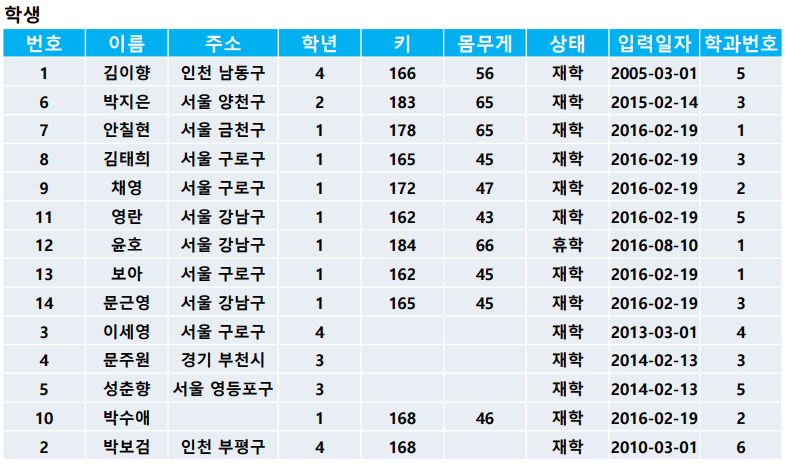 학생
번호 이름 주소 학년 키 몸무게 상태 입력일자 학과번호
1 김이향 인천 남동구 4 166 56 재학 2005-03-01 5
6 박지은 서울 양천구 2 183 65 재학 2015-02-14 3
7 안칠현 서울 금천구 1 178 65 재학 2016-02-19 1
8 김태희 서울 구로구 1 165 45 재학 2016-02-19 3
9 채영 서울 구로구 1 172 47 재학 2016-02-19 2
11 영란 서울 강남구 1 162 43 재학 2016-02-19 5
12 윤호 서울 강남구 1 184 66 휴학 2016-08-10 1
13 보아 서울 구로구 1 162 45 재학 2016-02-19 1
14 문근영 서울 강남구 1 165 45 재학 2016-02-19 3
3 이세영 서울 구로구 4 재학 2013-03-01 4
4 문주원 경기 부천시 3 재학 2014-02-13 3
5 성춘향 서울 영등포구 3 재학 2014-02-13 5
10 박수애 1 168 46 재학 2016-02-19 2
2 박보검 인천 부평구 4 168 재학 2010-03-01 6